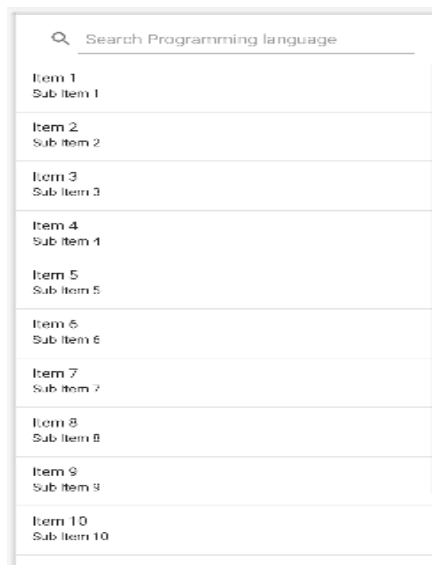 Search Programming language
Item 1
Sub Item 1
Item 2
Sub Item 2
Item 3
Sub Item 3
Item 4
Sub Item 4
Item 5
Sub Item 5
Item 6
Sub Item 6
Item 7
Sub Item 7
Item 8
Sub Item 8
Item 9
Sub Item 9
Item 10
Sub Item 10